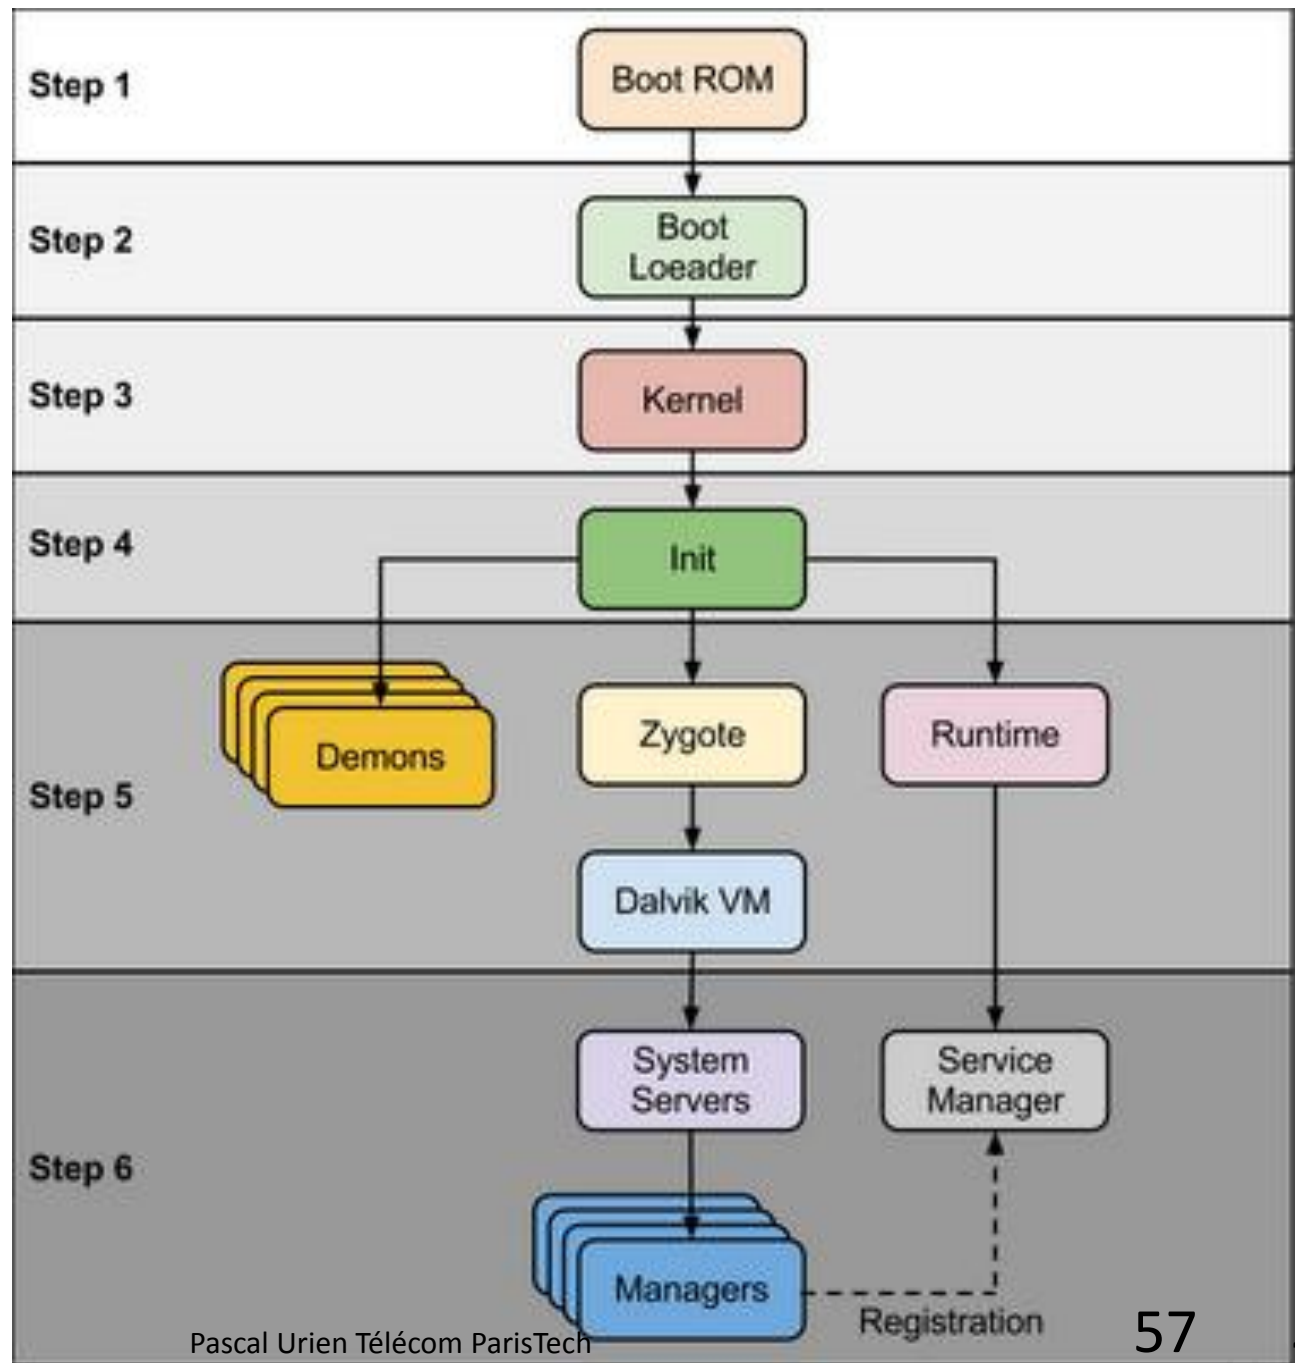 Step 1
Boot ROM
Step 2
Boot
Loeader
Step 3
Kernel
Step 4
Init
Step 5
Demons
Zygote
Runtime
Dalvik VM
Step 6
System
Servers
Service
Manager
Managers
Registration
Pascal Urien Télécom ParisTech
57